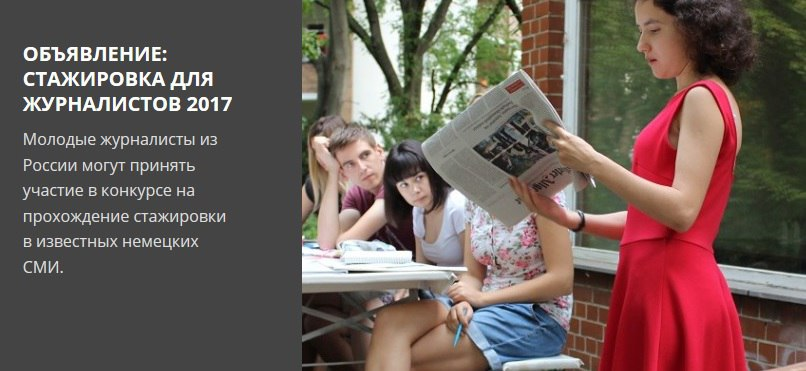 ОБЪЯВЛЕНИЕ:
СТАЖИРОВКА ДЛЯ
ЖУРНАЛИСТОВ 2017
Молодые журналисты из
России могут принять
участие в конкурсе на
прохождение стажировки
в известных немецких
СМИ.